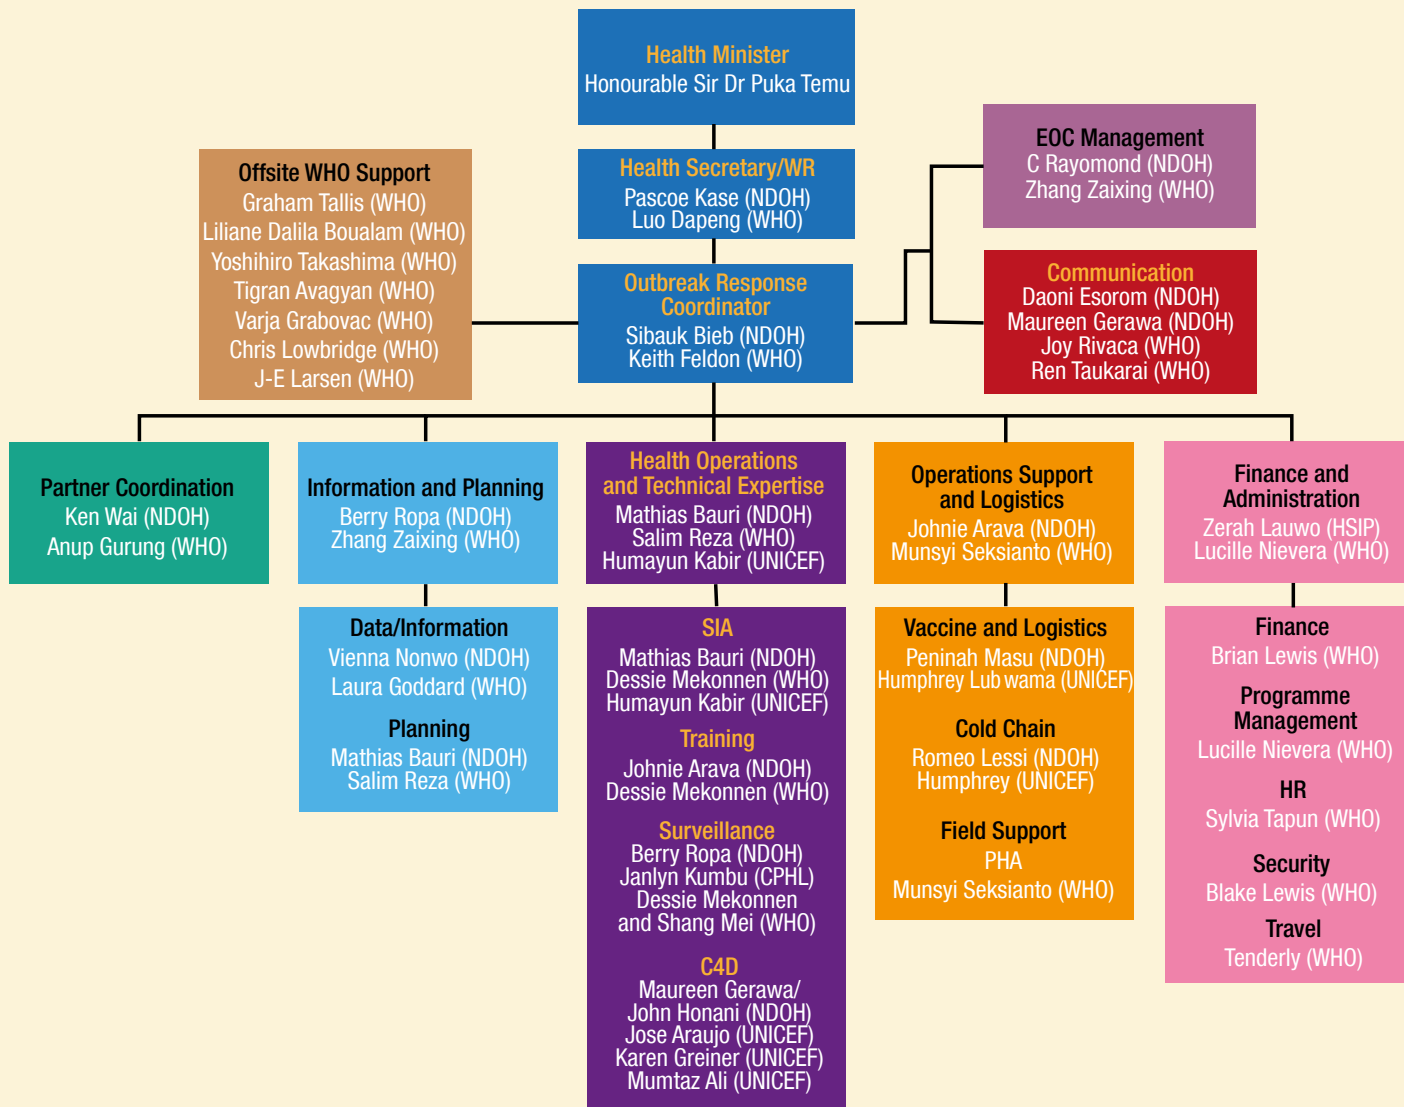 Health Minister
Honourable Sir Dr Puka Temu
Health Secretary/WR
Pascoe Kase (NDOH)
Luo Dapeng (WHO)
Outbreak Response
Coordinator
Sibauk Bieb (NDOH)
Keith Feldon (WHO)
Offsite WHO Support
Graham Tallis (WHO)
Liliane Dalila Boualam (WHO)
Yoshihiro Takashima (WHO)
Tigran Avagyan (WHO)
Varja Grabovac (WHO)
Chris Lowbridge (WHO)
J-E Larsen (WHO)
EOC Management
C Rayomond (NDOH)
Zhang Zaixing (WHO)
Communication
Daoni Esorom (NDOH)
Maureen Gerawa (NDOH)
Joy Rivaca (WHO)
Ren Taukarai (WHO)
Partner Coordination
Ken Wai (NDOH)
Anup Gurung (WHO)
Information and Planning
Berry Ropa (NDOH)
Zhang Zaixing (WHO)
Health Operations
and Technical Expertise
Mathias Bauri (NDOH)
Salim Reza (WHO)
Humayun Kabir (UNICEF)
Operations Support
and Logistics
Johnie Arava (NDOH)
Munsyi Seksianto (WHO)
Finance and
Administration
Zerah Lauwo (HSIP)
Lucille Nievera (WHO)
Data/Information
Vienna Nonwo (NDOH)
Laura Goddard (WHO)
Planning
Mathias Bauri (NDOH)
Salim Reza (WHO)
SIA
Mathias Bauri (NDOH)
Dessie Mekonnen (WHO)
Humayun Kabir (UNICEF)
Training
Johnie Arava (NDOH)
Dessie Mekonnen (WHO)
Surveillance
Berry Ropa (NDOH)
Janlyn Kumbu (CPHL)
Dessie Mekonnen
and Shang Mei (WHO)
C4D
Maureen Gerawa/
John Honani (NDOH)
Jose Araujo (UNICEF)
Karen Greiner (UNICEF)
Mumtaz Ali (UNICEF)
Vaccine and Logistics
Peninah Masu (NDOH)
Humphrey Lub wama (UNICEF)
Cold Chain
Romeo Lessi (NDOH)
Humphrey (UNICEF)
Field Support
PHA
Munsyi Seksianto (WHO)
Finance
Brian Lewis (WHO)
Programme
Management
Lucille Nievera (WHO)
HR
Sylvia Tapun (WHO)
Security
Blake Lewis (WHO)
Travel
Tenderly (WHO)